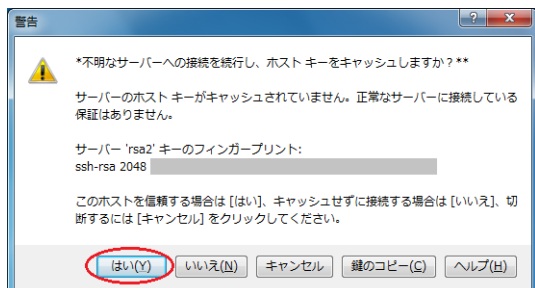 警告
?
*不明なサーバーへの接続を続行し、ホスト キーをキャッシュしますか?**
サーバーのホスト キーがキャッシュされていません。正常なサーバーに接続している
保証はありません。
サーバー 'rsa2' キーのフィンガープリント:
ssh-rsa 2048
このホストを信頼する場合は [はい]、キャッシュせずに接続する場合は [いいえ]、切
断するには [キャンセル] をクリックしてください。
はい(Y) いいえ(N) キャンセル 鍵のコピー(C) ヘルプ(H)